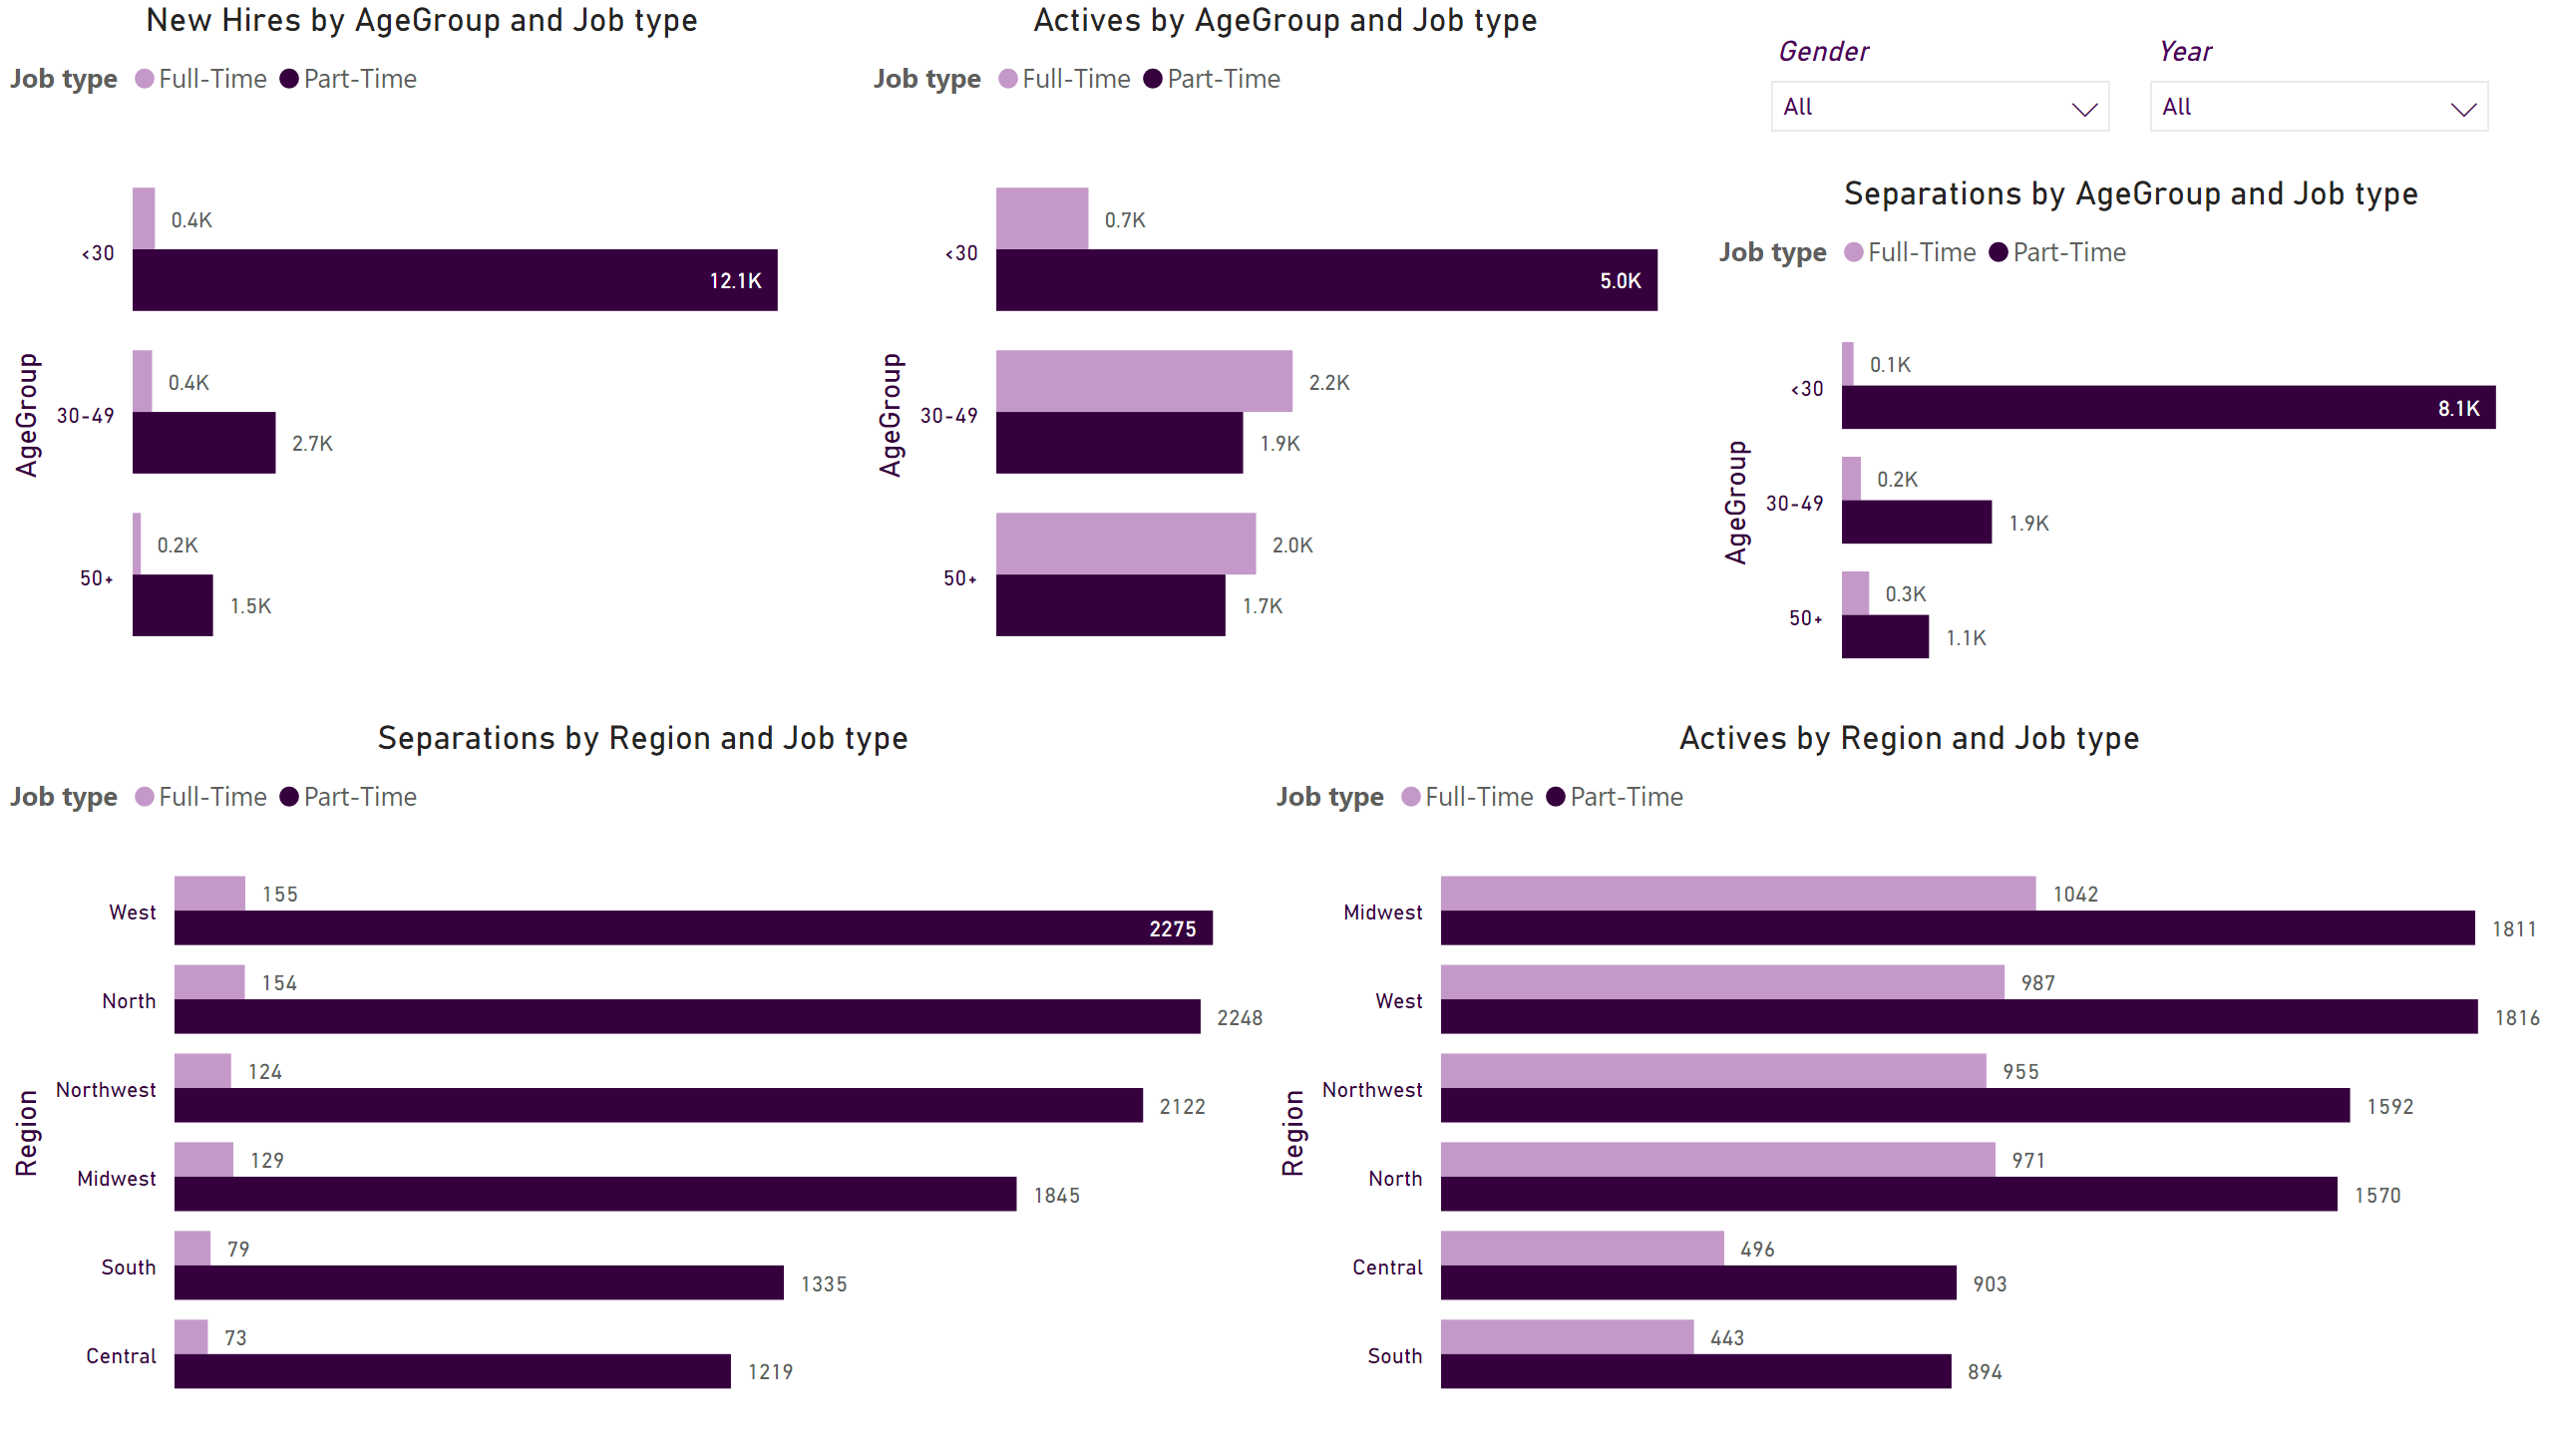 New Hires by AgeGroup and Job type
Job type Full-Time Part-Time
AgeGroup
<30
0.4K
12.1K
30-49
0.4K
2.7K
50+
0.2K
1.5K
Actives by AgeGroup and Job type
Job type Full-Time Part-Time
AgeGroup
<30
0.7K
5.0K
30-49
2.2K
1.9K
50+
2.0K
1.7K
Gender
All
Year
All
Separations by AgeGroup and Job type
Job type Full-Time Part-Time
AgeGroup
<30
0.1K
8.1K
30-49
0.2K
1.9K
50+
0.3K
1.1K
Separations by Region and Job type
Job type Full-Time Part-Time
Region
West
155
2275
North
154
2248
Northwest
124
2122
Midwest
129
1845
South
79
1335
Central
73
1219
Actives by Region and Job type
Job type Full-Time Part-Time
Region
Midwest
1042
1811
West
987
1816
Northwest
955
1592
North
971
1570
Central
496
903
South
443
894